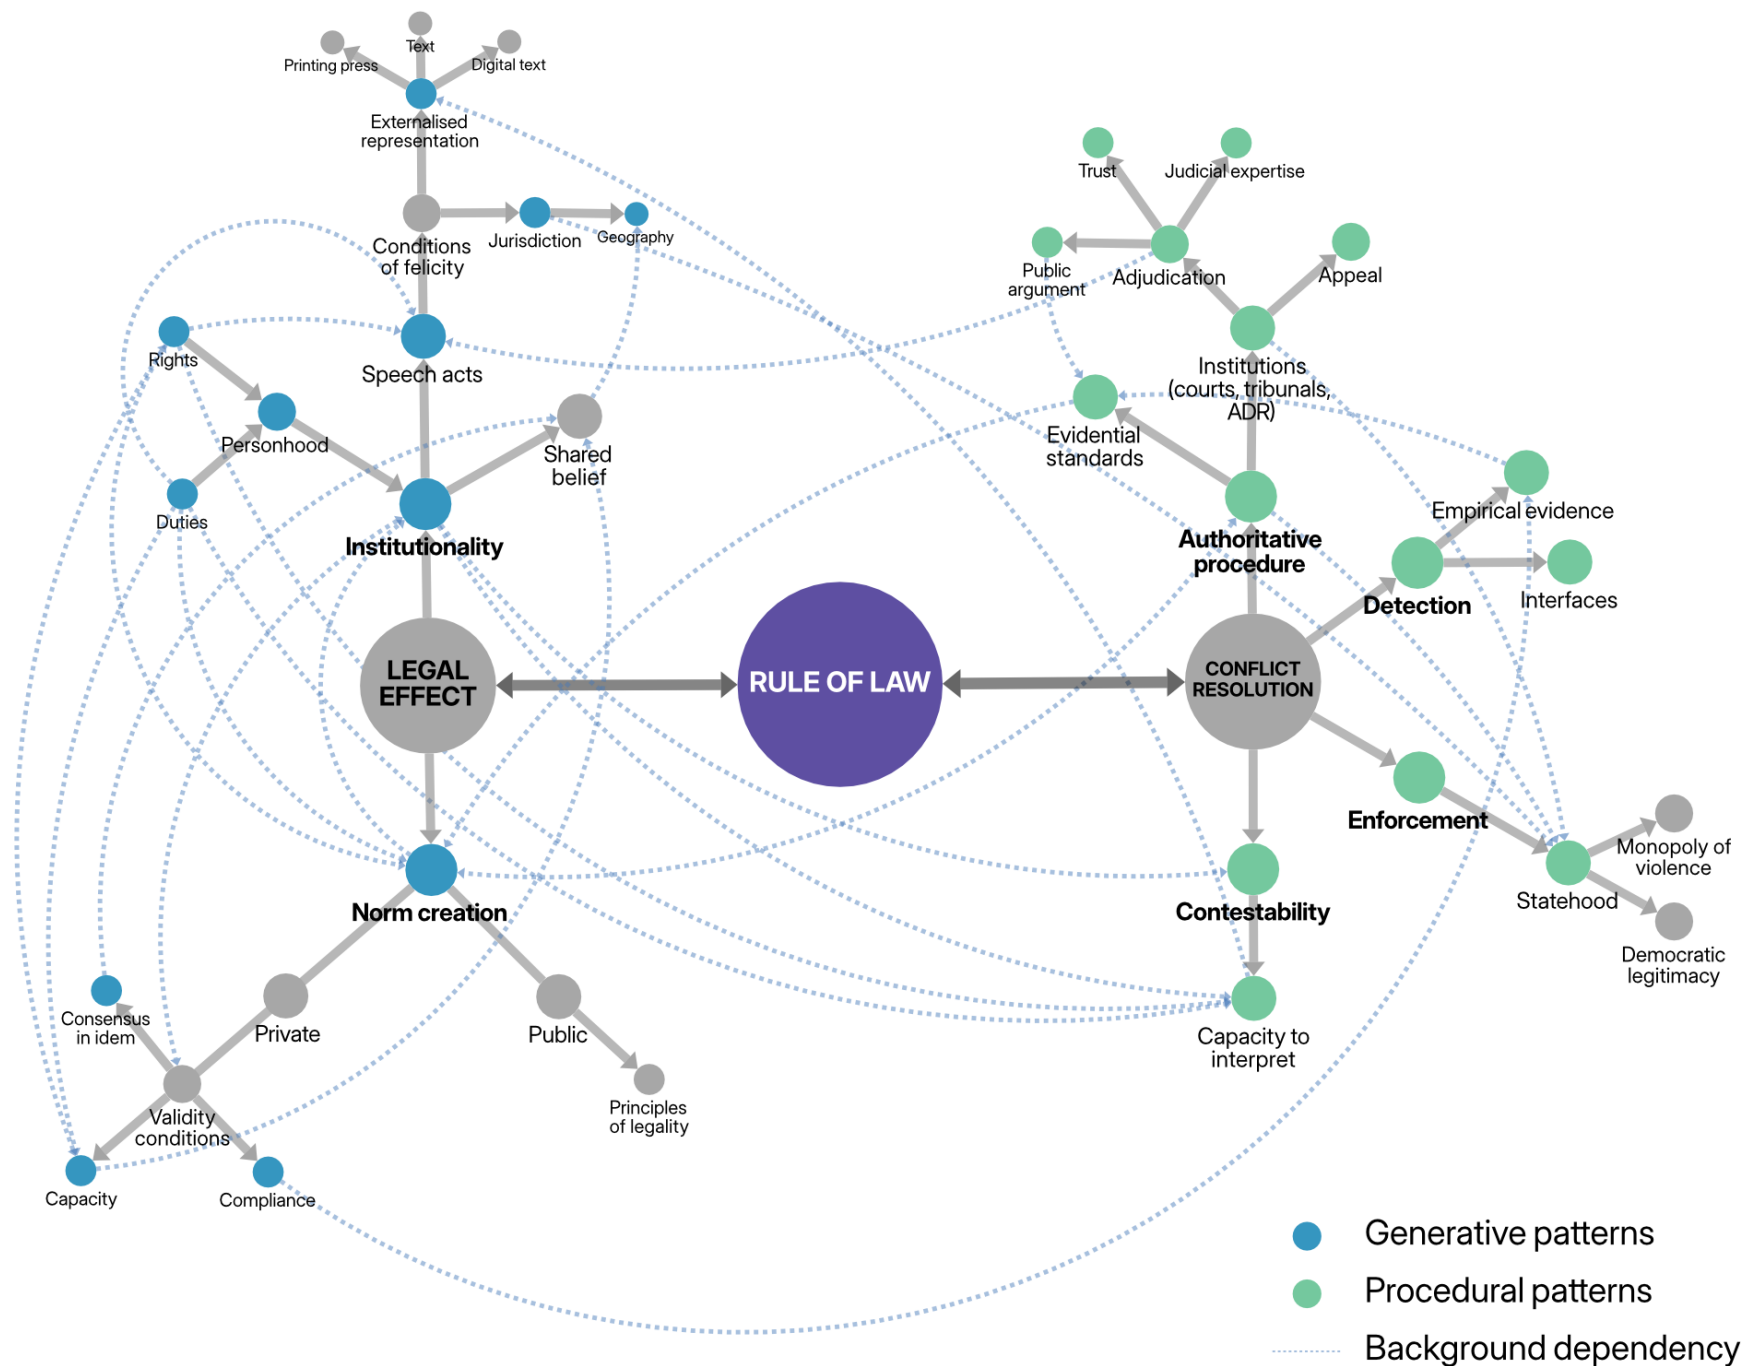 Text
Printing press
Digital text
Externalised
representation
Conditions
of felicity
Jurisdiction
Geography
Rights
Speech acts
Personhood
Shared
belief
Duties
Institutionality
LEGAL
EFFECT
Norm creation
Private
Public
Consensus
in idem
Validity
conditions
Principles
of legality
Capacity
Compliance
RULE OF LAW
Trust
Judicial expertise
Public
argument
Adjudication
Appeal
Institutions
(courts, tribunals,
ADR)
Evidential
standards
Authoritative
procedure
Empirical evidence
Detection
Interfaces
CONFLICT
RESOLUTION
Enforcement
Monopoly of
violence
Statehood
Democratic
legitimacy
Contestability
Capacity to
interpret
Generative patterns
Procedural patterns
Background dependency